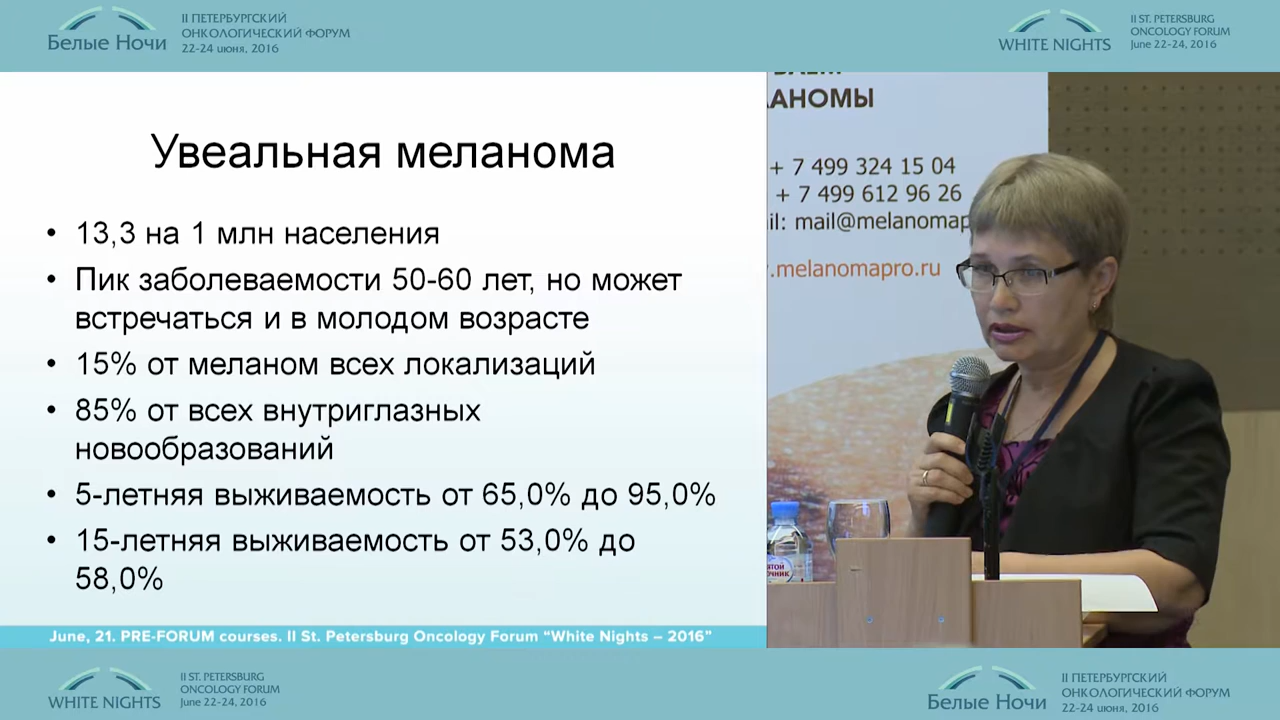 Белые Ночи
II ПЕТЕРБУРГСКИЙ
ОНКОЛОГИЧЕСКИЙ ФОРУМ
22-24 июня, 2016
WHITE NIGHTS
II ST. PETERSBURG
ONCOLOGY FORUM
June 22-24, 2016
Увеальная меланома
• 13,3 на 1 млн населения
• Пик заболеваемости 50-60 лет, но может
встречаться и в молодом возрасте
• 15% от меланом всех локализаций
• 85% от всех внутриглазных
новообразований
• 5-летняя выживаемость от 65,0% до 95,0%
• 15-летняя выживаемость от 53,0% до
58,0%
June, 21. PRE-FORUM courses. II St. Petersburg Oncology Forum “White Nights – 2016”
АНОМЫ
+ 7 499 324 15 04
+ 7 499 612 96 26
il: mail@melanomap
.melanomapro.ru
WHITE NIGHTS
II ST. PETERSBURG
ONCOLOGY FORUM
June 22-24, 2016
Белые Ночи
II ПЕТЕРБУРГСКИЙ
ОНКОЛОГИЧЕСКИЙ ФОРУМ
22-24 июня, 2016